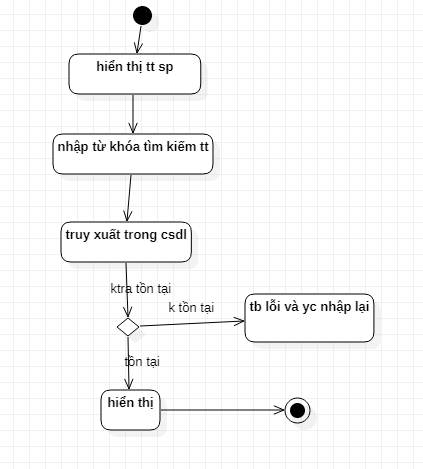 hiển thị tt sp
nhập từ khóa tìm kiếm tt
truy xuất trong csdl
ktra tồn tại
k tồn tại
tb lỗi và yc nhập lại
tồn tại
hiển thị